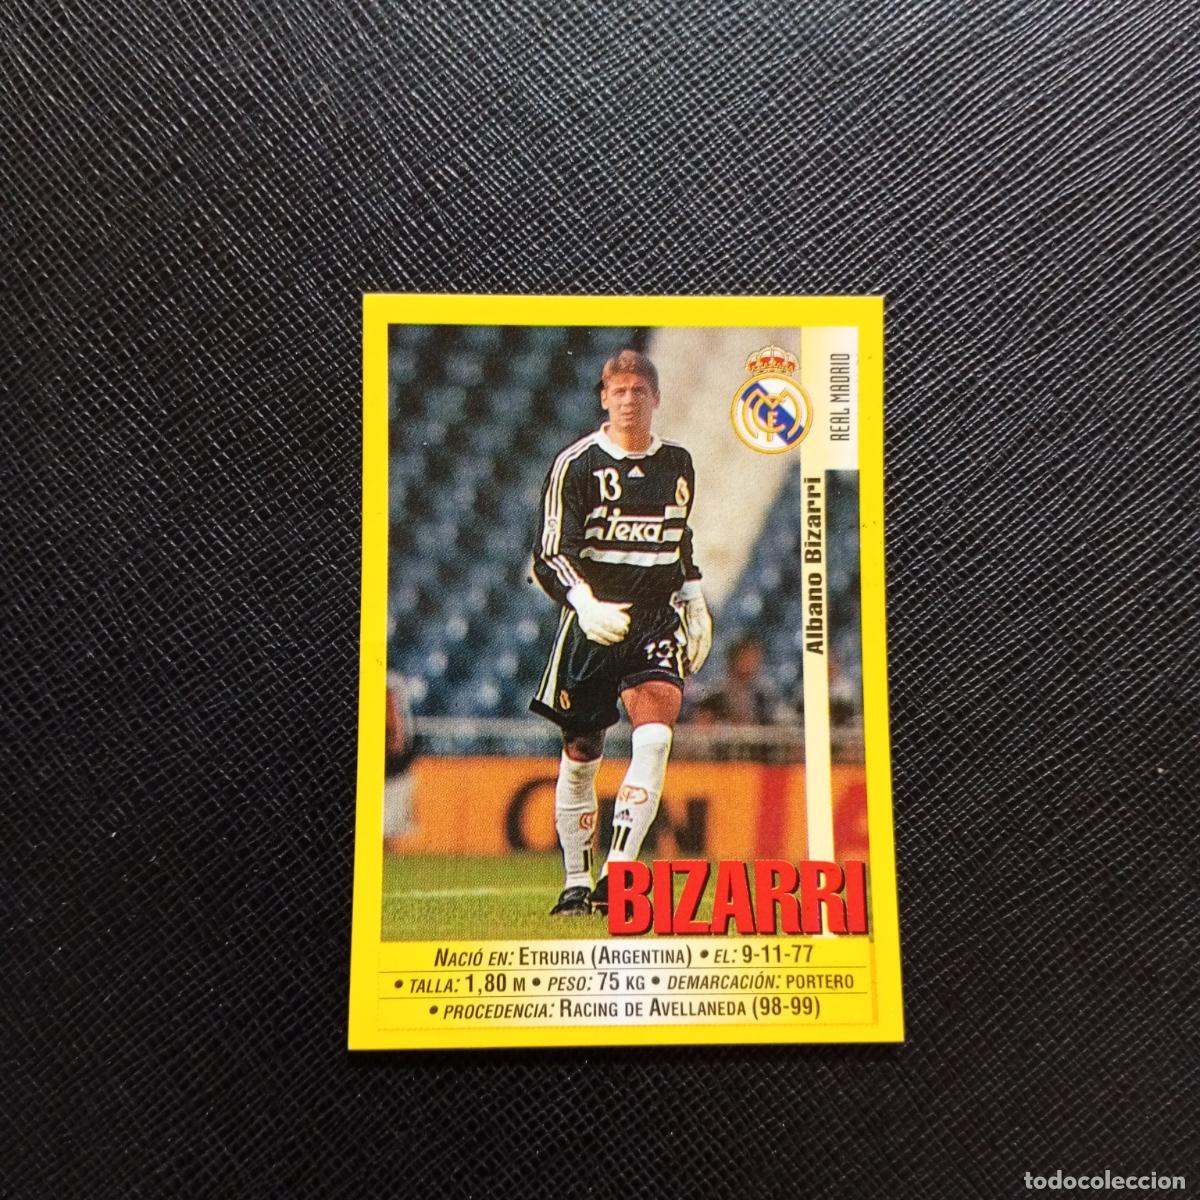 REAL MADRID
Albano Bizarri
13
Teka
13
BIZARRI
NACIÓ EN: ETRURIA (ARGENTINA) • EL: 9-11-77
• TALLA: 1,80 M • PESO: 75 KG • DEMARCACIÓN: PORTERO
• PROCEDENCIA: RACING DE AVELLANEDA (98-99)
todocoleccion